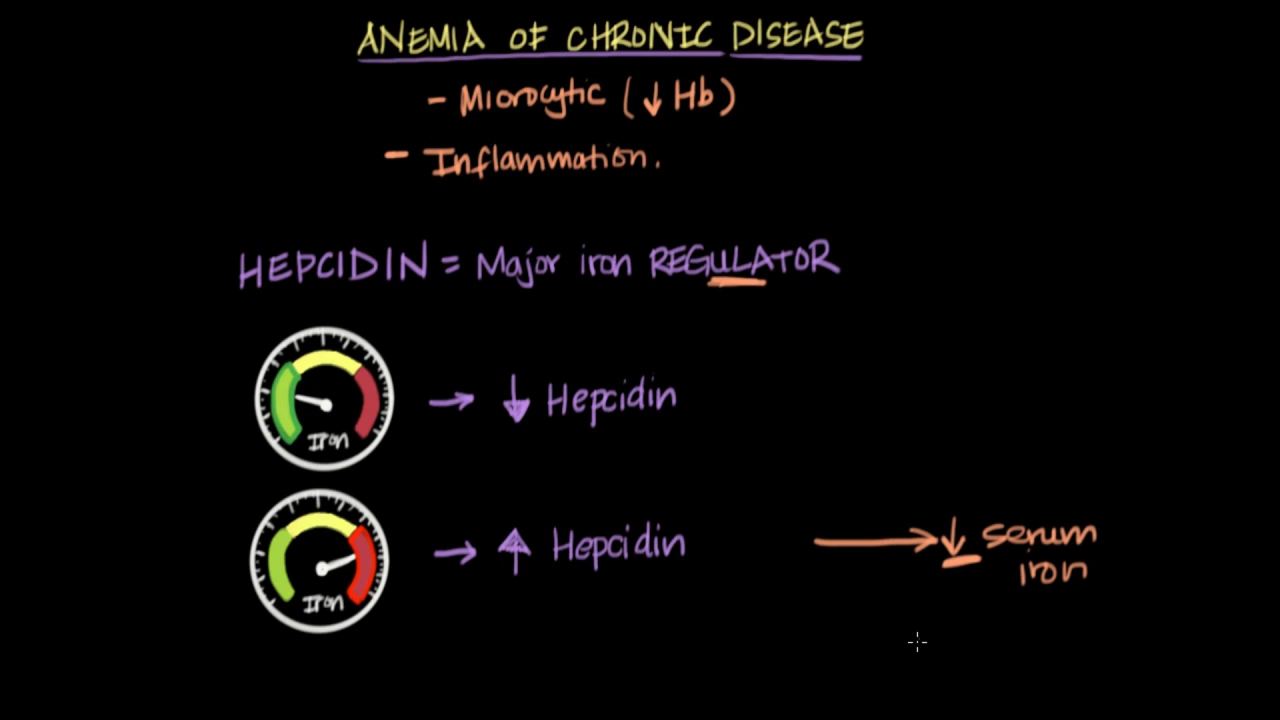 ANEMIA OF CHRONIC DISEASE
- Microcytic (↓ Hb)
- Inflammation.
HEPCIDIN = Major iron REGULATOR
Iron → ↓ Hepcidin
Iron → ↑ Hepcidin → ↓ serum
iron